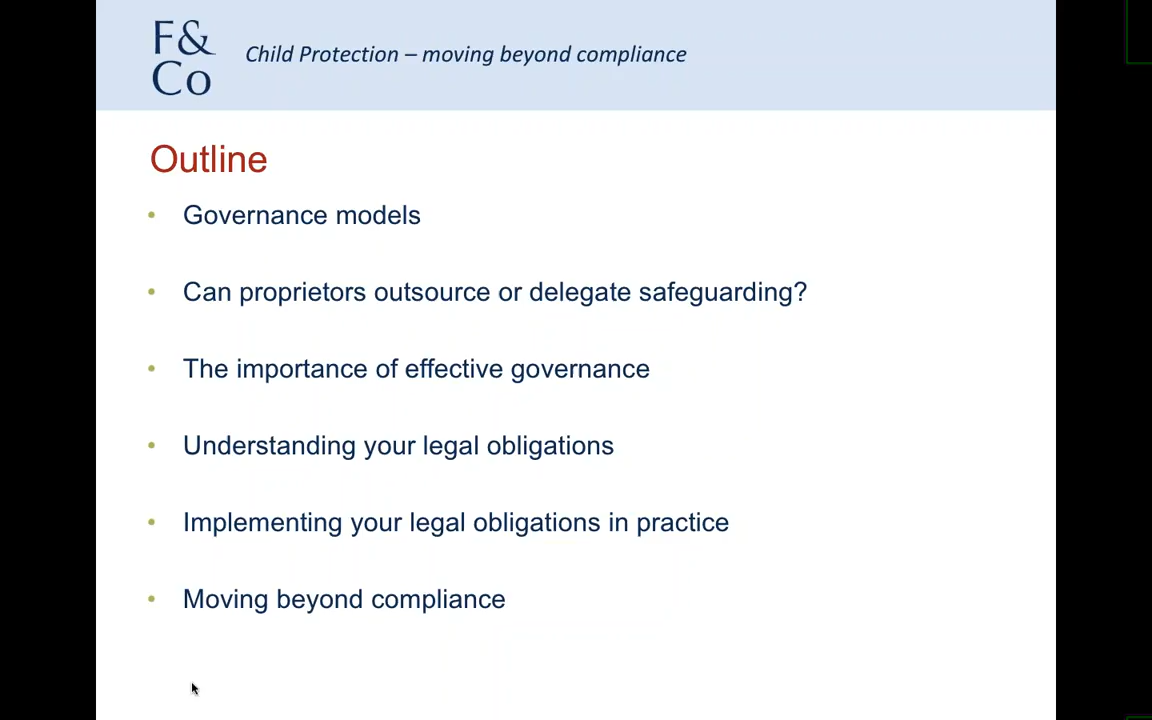 F&
Co
Child Protection – moving beyond compliance
Outline
• Governance models
• Can proprietors outsource or delegate safeguarding?
• The importance of effective governance
• Understanding your legal obligations
• Implementing your legal obligations in practice
• Moving beyond compliance